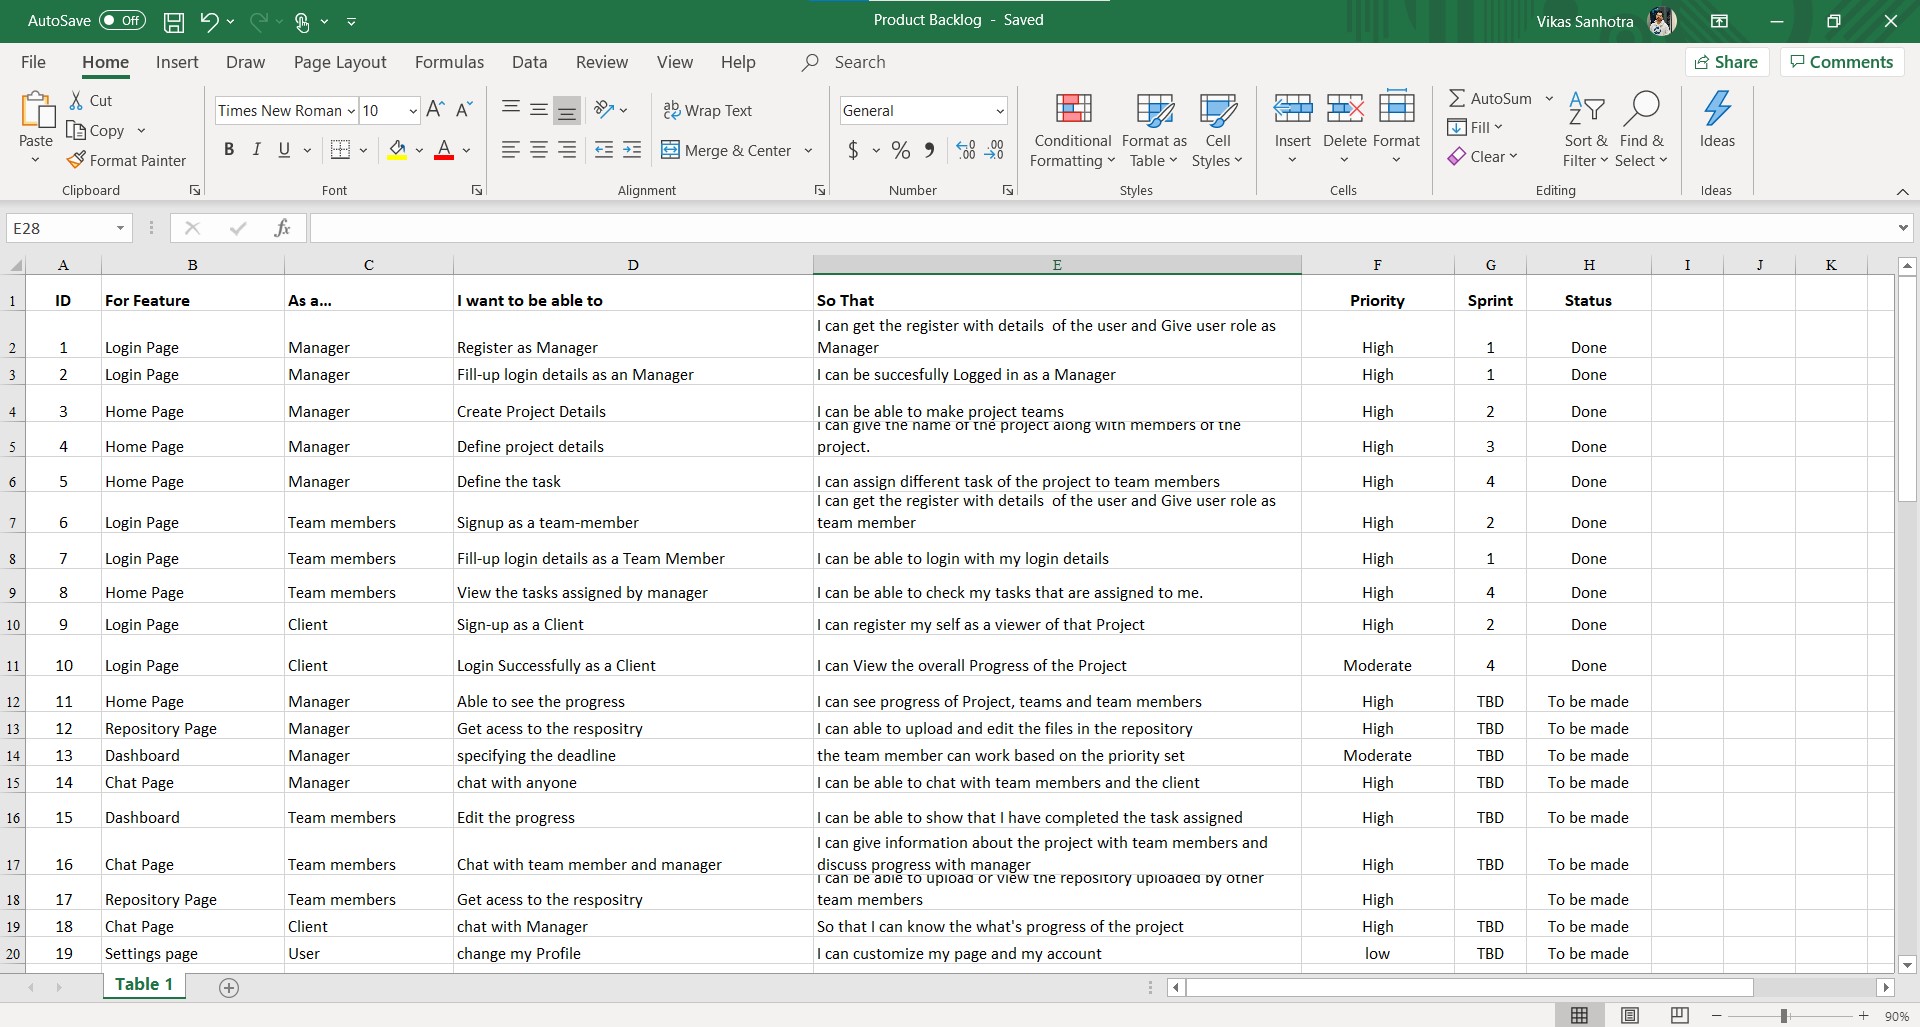 AutoSave Off
Product Backlog - Saved
Vikas Sanhotra
File Home Insert Draw Page Layout Formulas Data Review View Help Search
Share Comments
Paste
Cut
Copy
Format Painter
Clipboard
Times New Roman 10
B I U
Font
Wrap Text
Merge & Center
Alignment
General
$ % ,
Number
Conditional Formatting
Format as Table
Cell Styles
Styles
Insert Delete Format
Cells
AutoSum
Fill
Clear
Sort & Filter
Find & Select
Editing
Ideas
Ideas
E28
fx
A B C D E F G H I J K
1 ID For Feature As a... I want to be able to So That Priority Sprint Status
2 1 Login Page Manager Register as Manager I can get the register with details  of the user and Give user role as Manager High 1 Done
3 2 Login Page Manager Fill-up login details as an Manager I can be succesfully Logged in as a Manager High 1 Done
4 3 Home Page Manager Create Project Details I can be able to make project teams High 2 Done
5 4 Home Page Manager Define project details I can give the name of the project along with members of the project. High 3 Done
6 5 Home Page Manager Define the task I can assign different task of the project to team members High 4 Done
7 6 Login Page Team members Signup as a team-member I can get the register with details  of the user and Give user role as team member High 2 Done
8 7 Login Page Team members Fill-up login details as a Team Member I can be able to login with my login details High 1 Done
9 8 Home Page Team members View the tasks assigned by manager I can be able to check my tasks that are assigned to me. High 4 Done
10 9 Login Page Client Sign-up as a Client I can register my self as a viewer of that Project High 2 Done
11 10 Login Page Client Login Successfully as a Client I can View the overall Progress of the Project Moderate 4 Done
12 11 Home Page Manager Able to see the progress I can see progress of Project, teams and team members High TBD To be made
13 12 Repository Page Manager Get acess to the respositry I can able to upload and edit the files in the repository High TBD To be made
14 13 Dashboard Manager specifying the deadline the team member can work based on the priority set Moderate TBD To be made
15 14 Chat Page Manager chat with anyone I can be able to chat with team members and the client High TBD To be made
16 15 Dashboard Team members Edit the progress I can be able to show that I have completed the task assigned High TBD To be made
17 16 Chat Page Team members Chat with team member and manager I can give information about the project with team members and discuss progress with manager High TBD To be made
18 17 Repository Page Team members Get acess to the respositry I can be able to upload or view the repository uploaded by other team members High To be made
19 18 Chat Page Client chat with Manager So that I can know the what's progress of the project High TBD To be made
20 19 Settings page User change my Profile I can customize my page and my account low TBD To be made
Table 1
90%